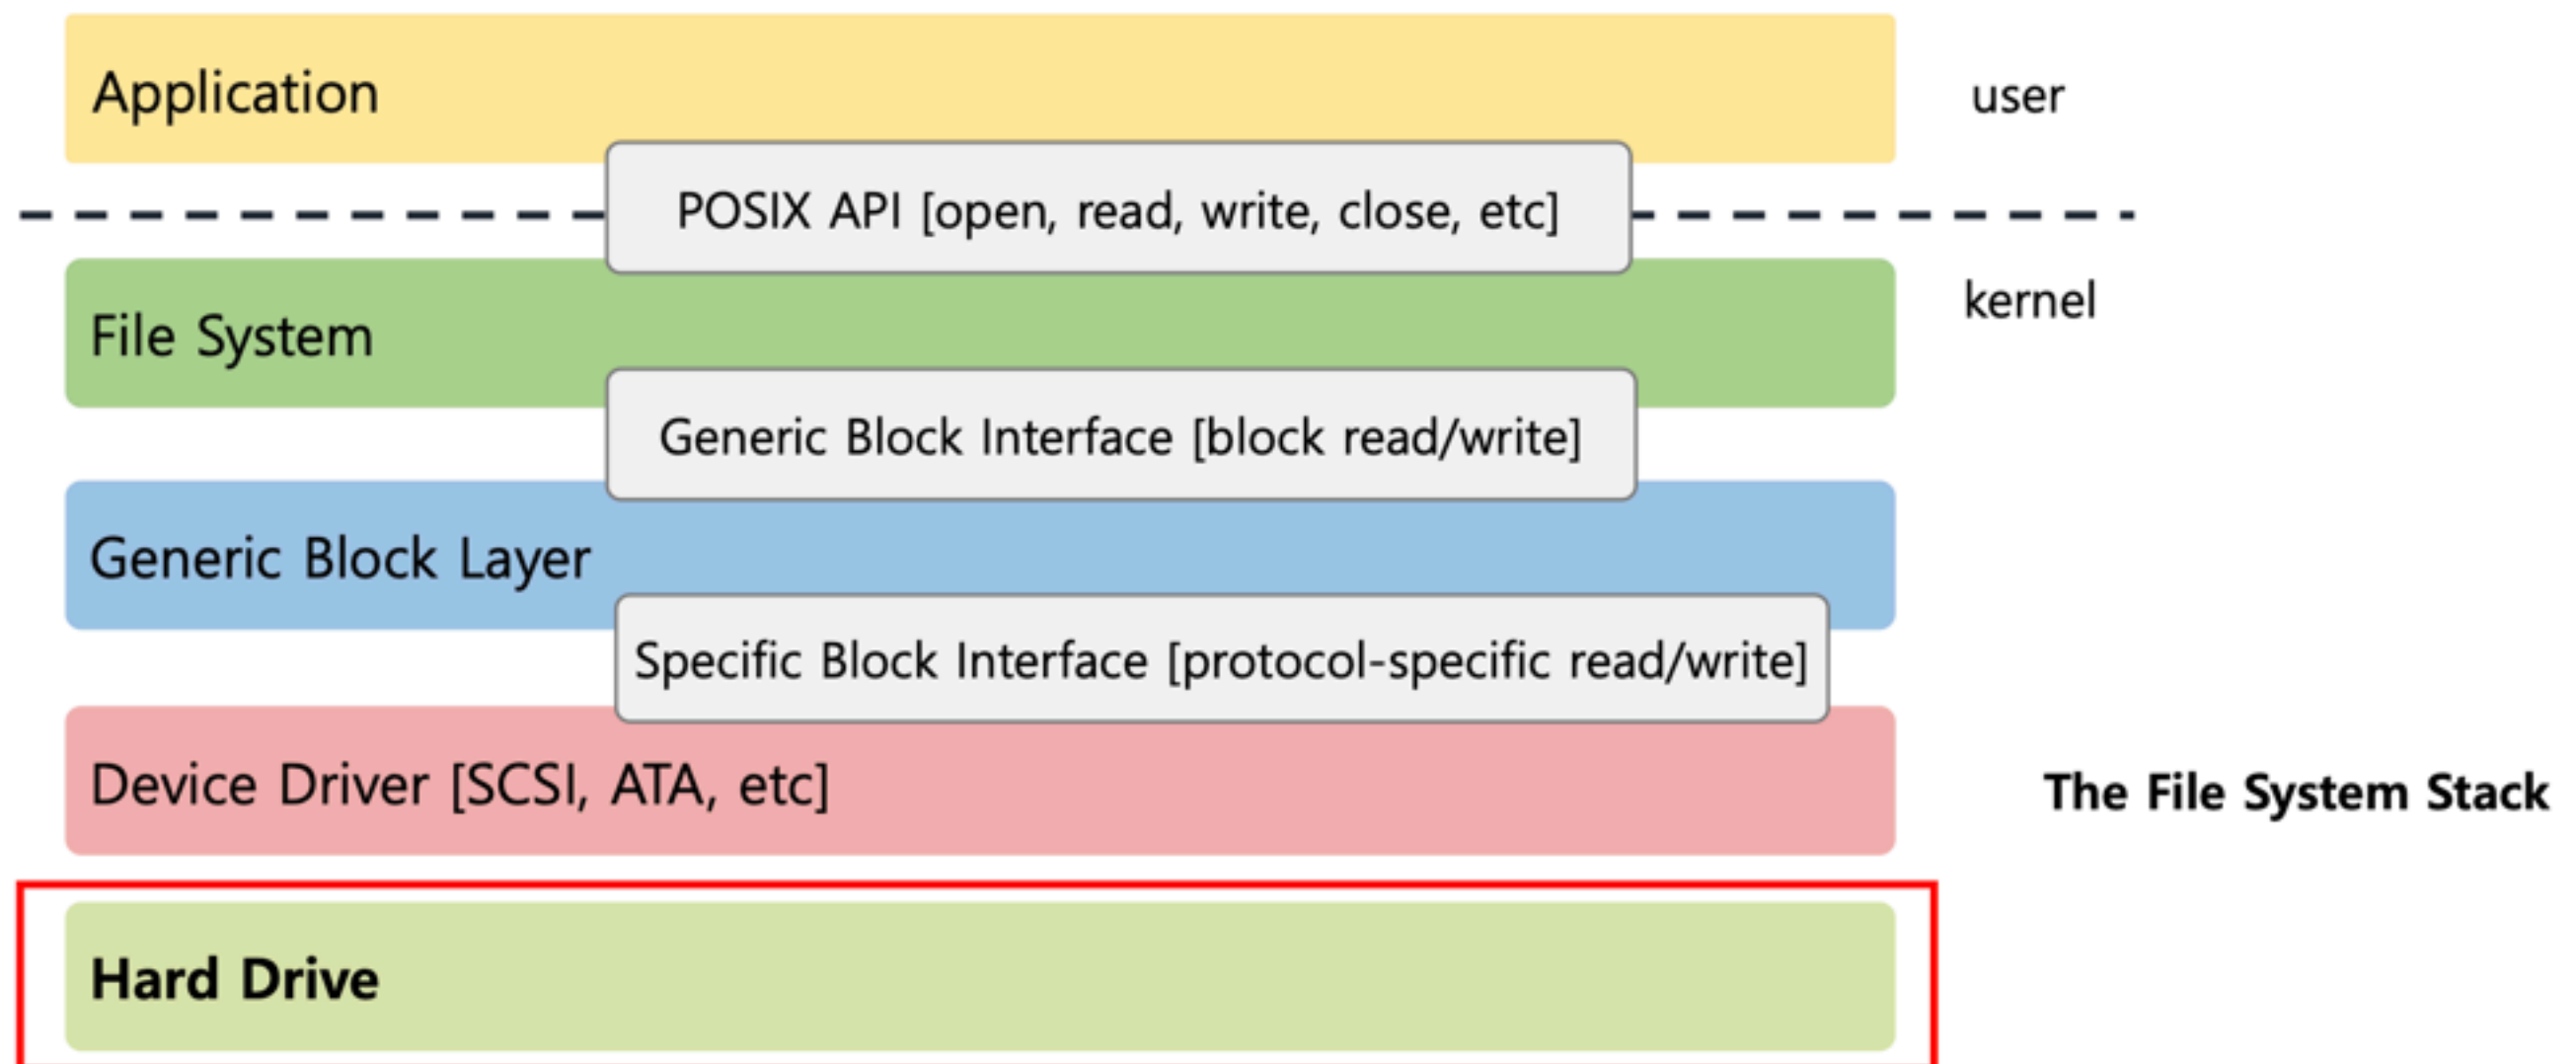 Application
user
POSIX API [open, read, write, close, etc]
kernel
File System
Generic Block Interface [block read/write]
Generic Block Layer
Specific Block Interface [protocol-specific read/write]
Device Driver [SCSI, ATA, etc]
The File System Stack
Hard Drive